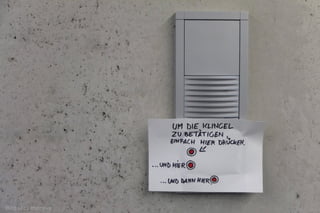 UM DIE KLINGEL
ZU BETÄTIGEN,
EINFACH HIER DRÜCKEN.
...UND HIER
...UND DANN HIER